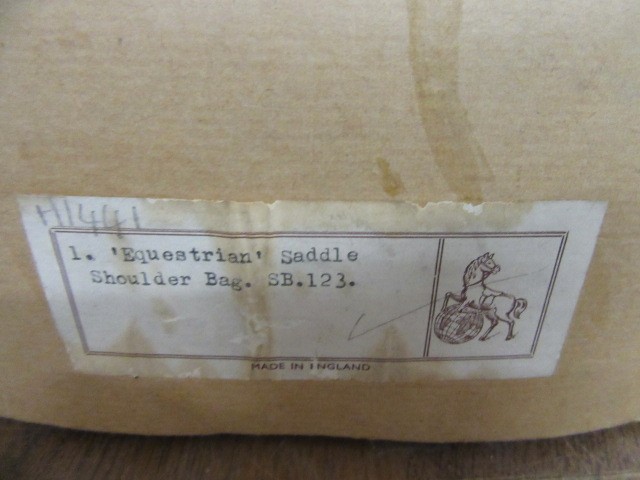 H1441
1. 'Equestrian' Saddle
Shoulder Bag. SB.123.
MADE IN ENGLAND